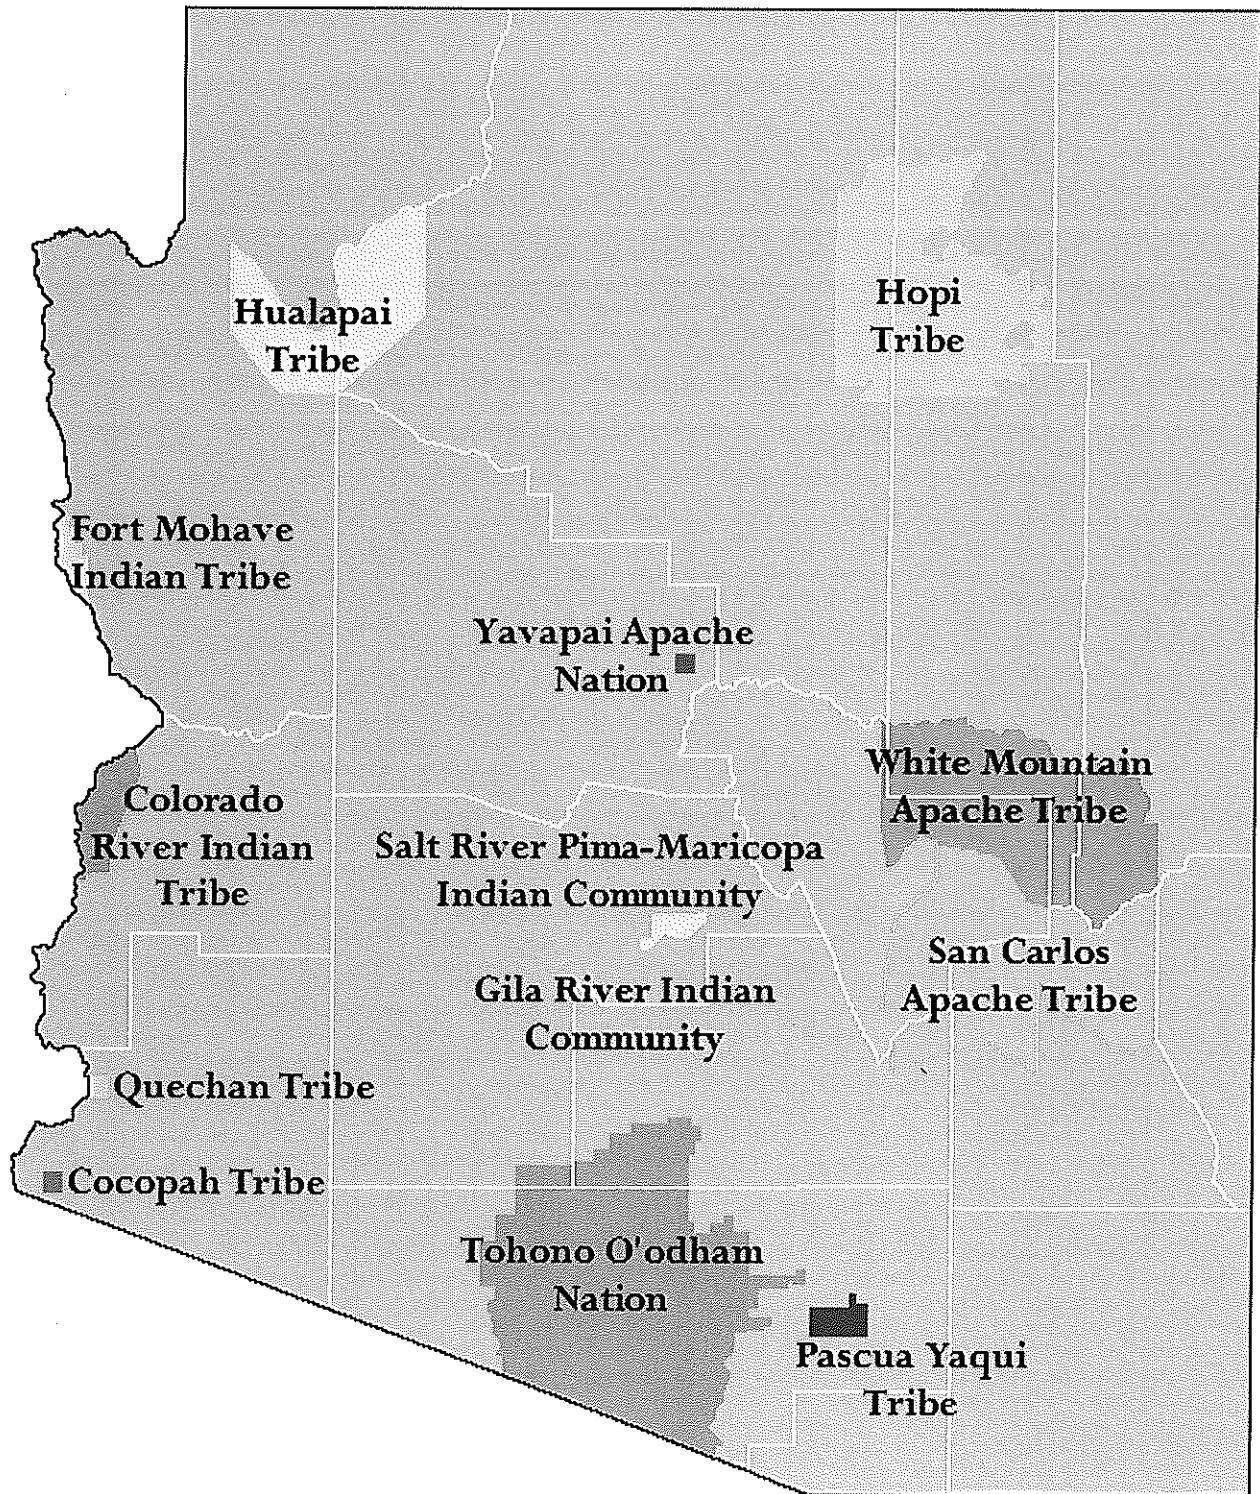 Hualapai
Tribe
Hopi
Tribe
Fort Mohave
Indian Tribe
Yavapai Apache
Nation
White Mountain
Apache Tribe
Colorado
River Indian
Tribe
Salt River Pima-Maricopa
Indian Community
San Carlos
Apache Tribe
Gila River Indian
Community
Quechan Tribe
Cocopah Tribe
Tohono O'odham
Nation
Pascua Yaqui
Tribe